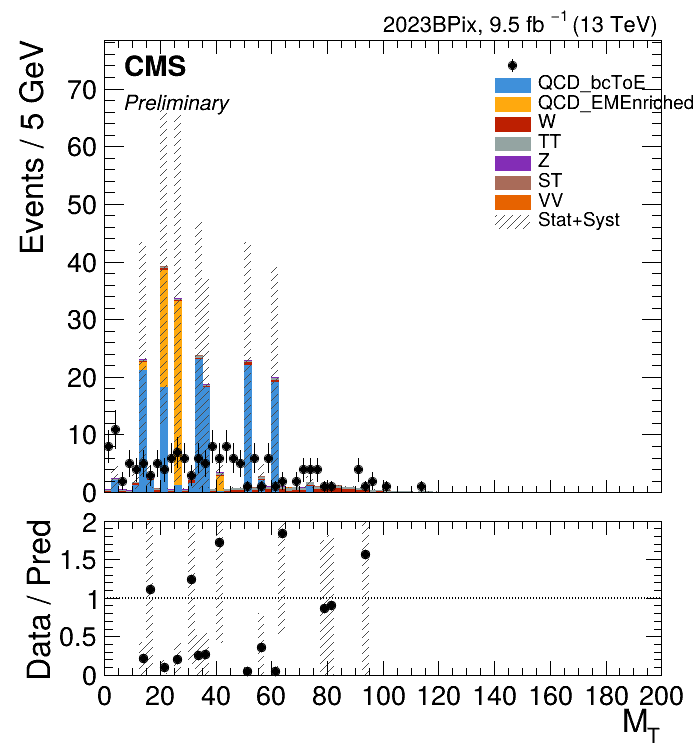 2023BPix, 9.5 fb⁻¹ (13 TeV)
CMS
Preliminary
QCD_bcToE
QCD_EMEnriched
W
TT
Z
ST
VV
Stat+Syst
Events / 5 GeV
70
60
50
40
30
20
10
0
Data / Pred
2
1.5
1
0.5
0
0 20 40 60 80 100 120 140 160 180 200
M_T